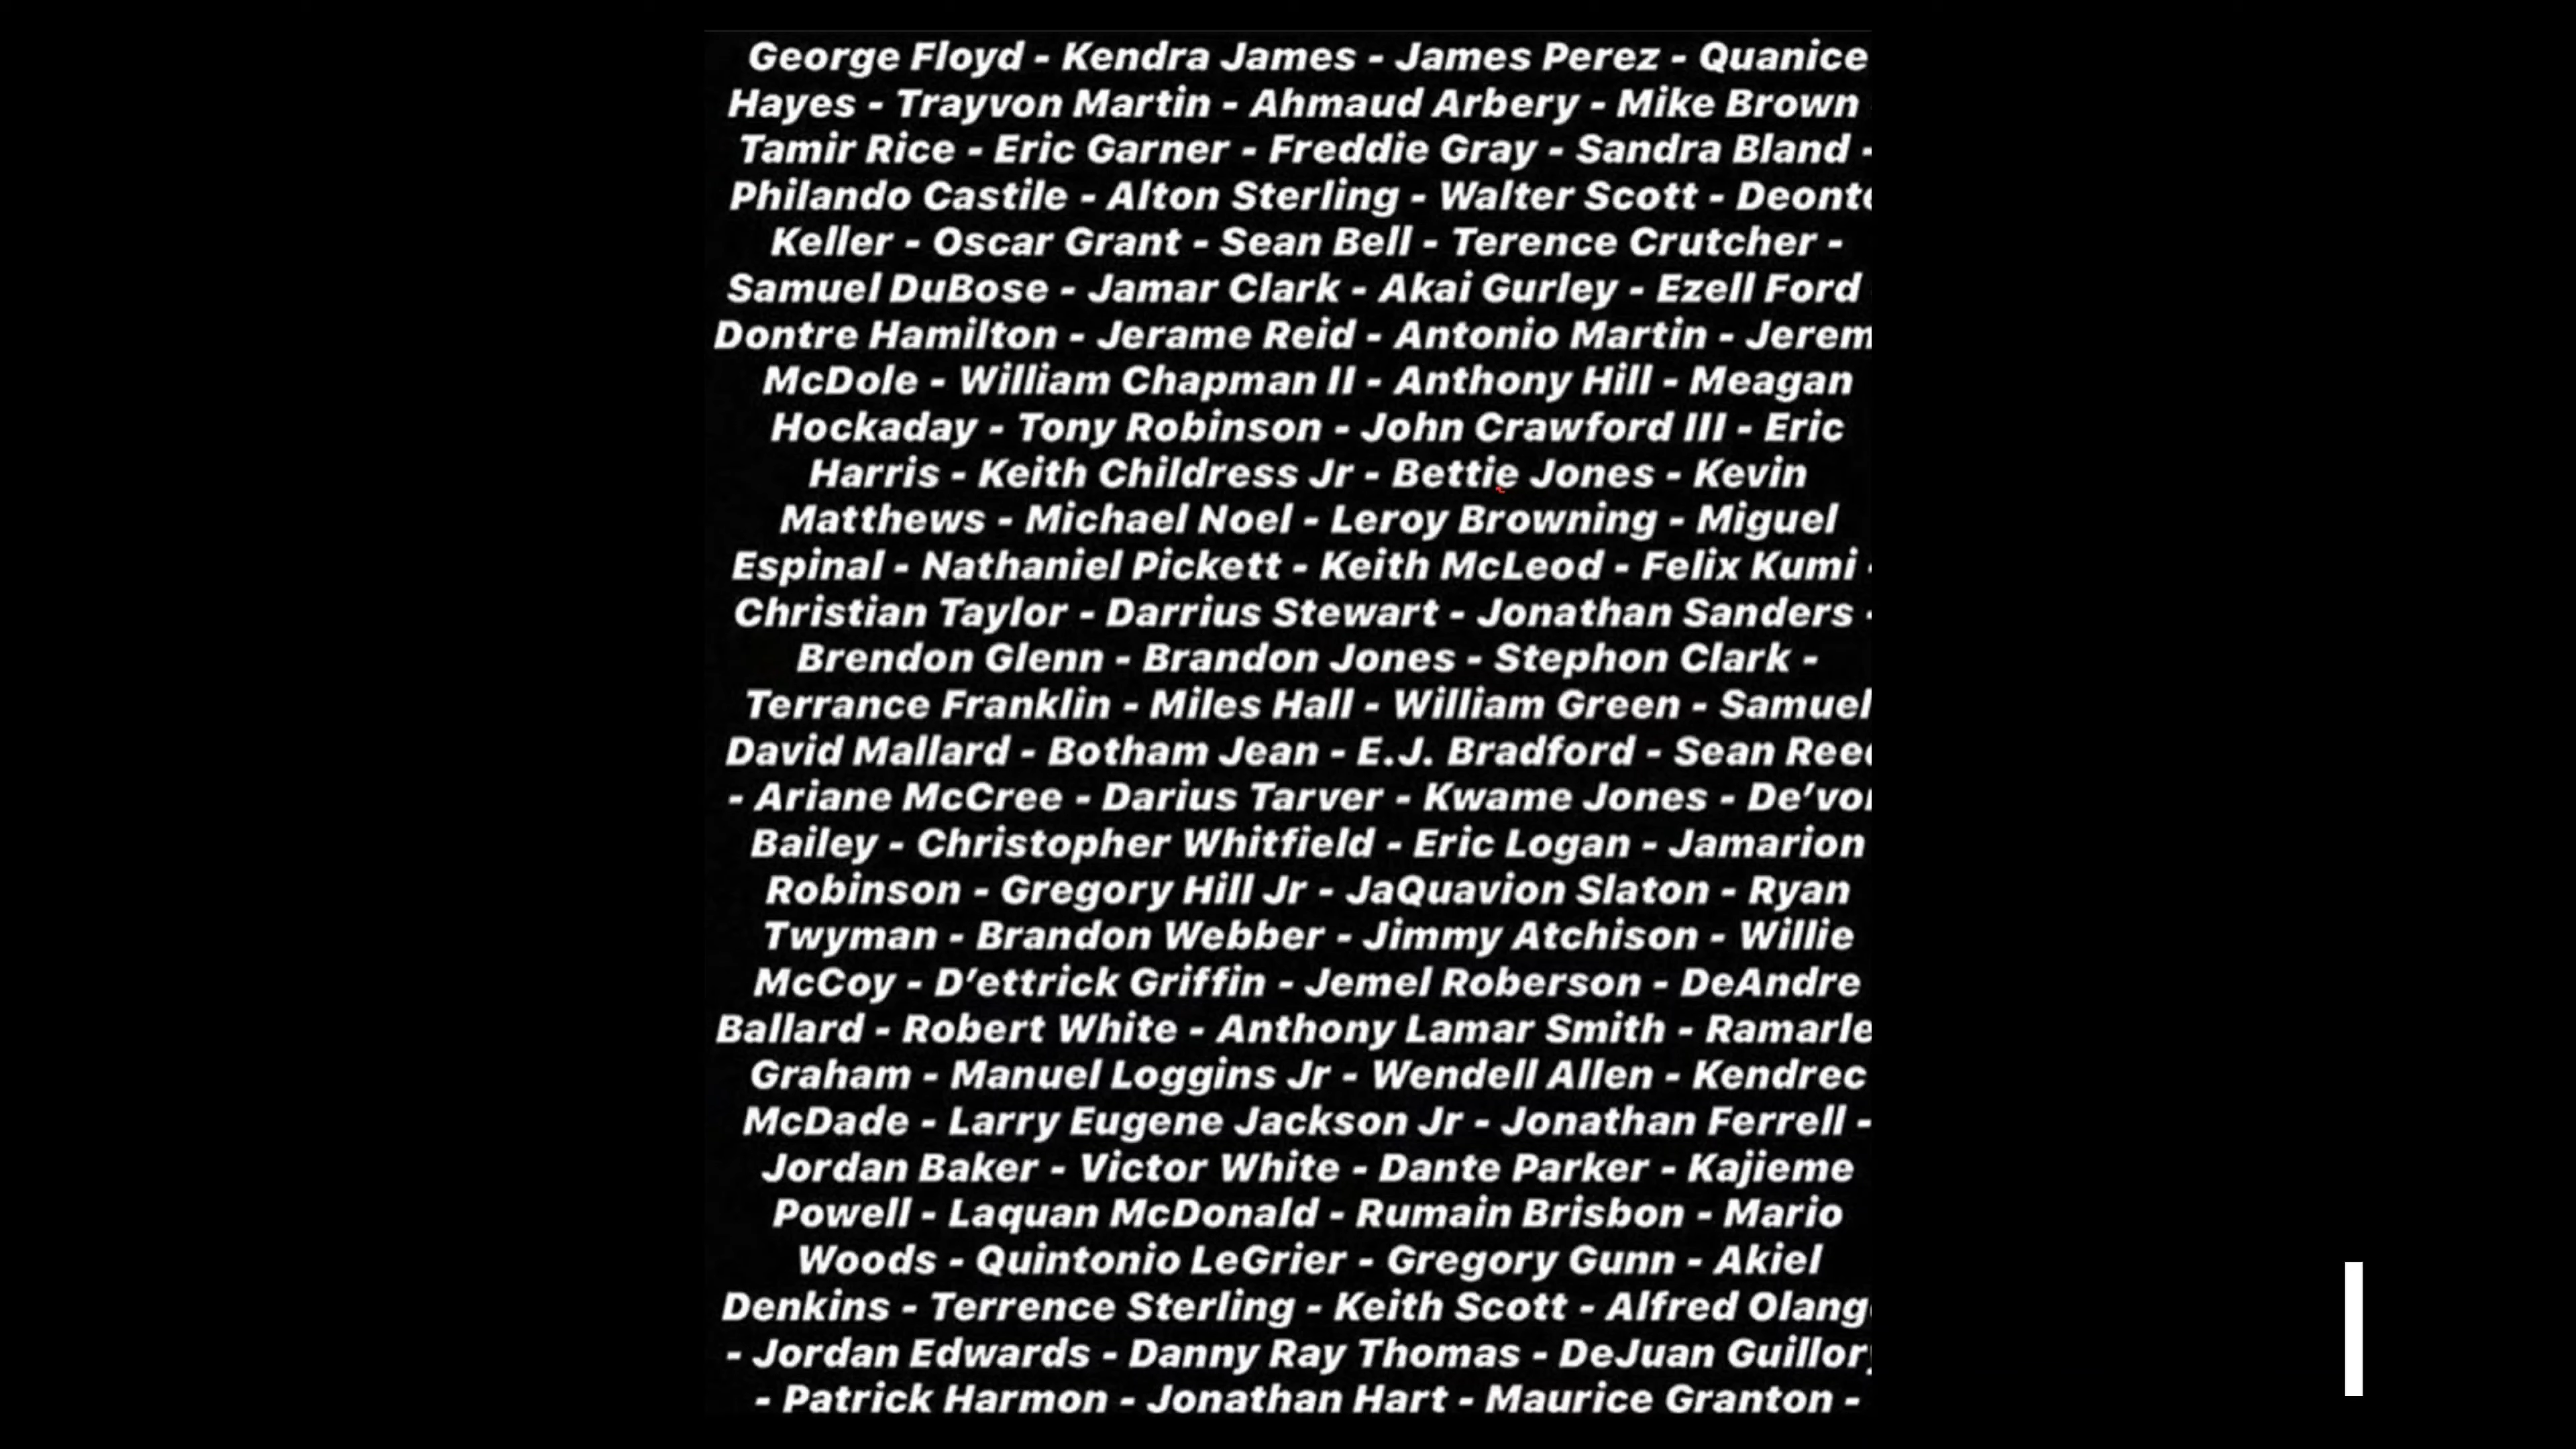 George Floyd - Kendra James - James Perez - Quanice
Hayes - Trayvon Martin - Ahmaud Arbery - Mike Brown
Tamir Rice - Eric Garner - Freddie Gray - Sandra Bland -
Philando Castile - Alton Sterling - Walter Scott -
Keller - Oscar Grant - Sean Bell - Terence Crutcher -
Samuel DuBose - Jamar Clark - Akai Gurley - Ezell Ford
Dontre Hamilton - Jerame Reid - Antonio Martin - Jerem
McDole - William Chapman II - Anthony Hill - Meagan
Hockaday - Tony Robinson - John Crawford III - Eric
Harris - Keith Childress Jr - Bettie Jones - Kevin
Matthews - Michael Noel - Leroy Browning - Miguel
Espinal - Nathaniel Pickett - Keith McLeod - Felix Kumi -
Christian Taylor - Darrius Stewart - Jonathan Sanders -
Brendon Glenn - Brandon Jones - Stephon Clark -
Terrance Franklin - Miles Hall - William Green - Samuel
David Mallard - Botham Jean - E.J. Bradford - Sean
- Ariane McCree - Darius Tarver - Kwame Jones -
Bailey - Christopher Whitfield - Eric Logan - Jamarion
Robinson - Gregory Hill Jr - JaQuavion Slaton - Ryan
Twyman - Brandon Webber - Jimmy Atchison - Willie
McCoy - D’ettrick Griffin - Jemel Roberson - DeAndre
Ballard - Robert White - Anthony Lamar Smith - Ramarle
Graham - Manuel Loggins Jr - Wendell Allen - Kendrec
McDade - Larry Eugene Jackson Jr - Jonathan Ferrell -
Jordan Baker - Victor White - Dante Parker - Kajieme
Powell - Laquan McDonald - Rumain Brisbon - Mario
Woods - Quintonio LeGrier - Gregory Gunn - Akiel
Denkins - Terrence Sterling - Keith Scott - Alfred
- Jordan Edwards - Danny Ray Thomas - DeJuan
- Patrick Harmon - Jonathan Hart - Maurice Granton -